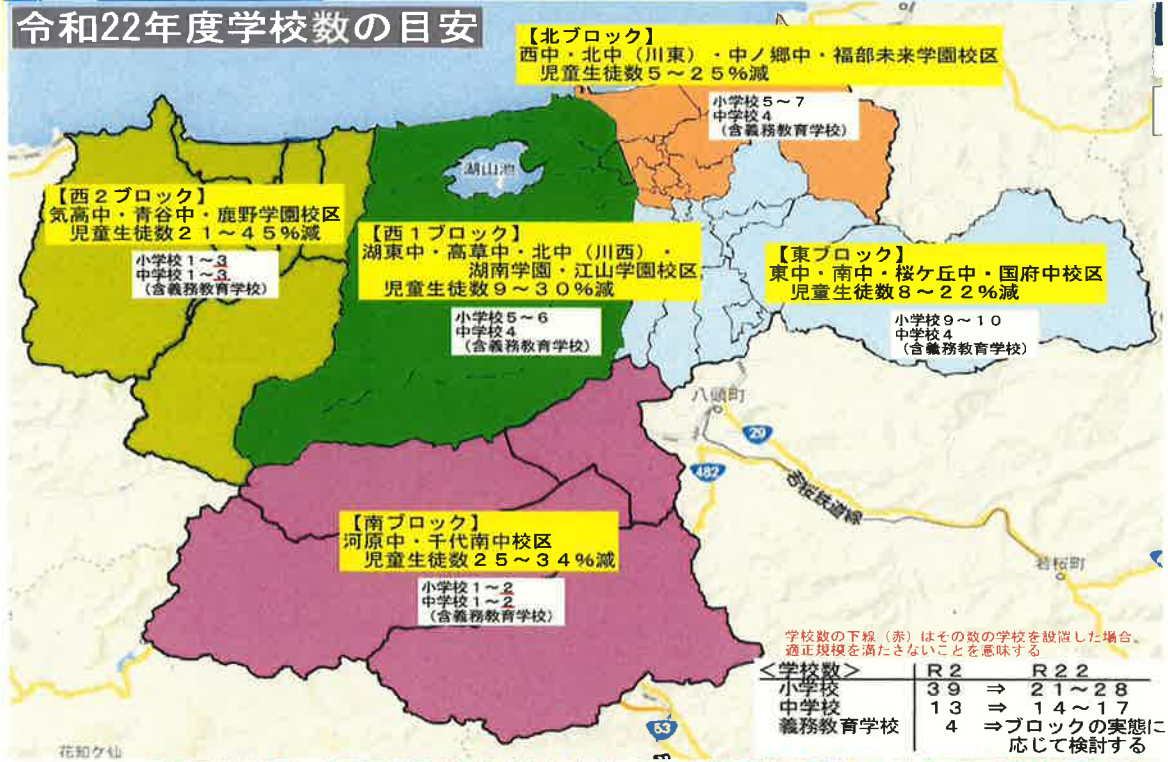 令和22年度学校数の目安
【北ブロック】
西中・北中（川東）・中ノ郷中・福部未来学園校区
児童生徒数５～２５％減
小学校５～７
中学校４
（含義務教育学校）
湖山池
【西２ブロック】
気高中・青谷中・鹿野学園校区
児童生徒数２１～４５％減
小学校１～３
中学校１～３
（含義務教育学校）
【西１ブロック】
湖東中・高草中・北中（川西）・
湖南学園・江山学園校区
児童生徒数９～３０％減
小学校５～６
中学校４
（含義務教育学校）
【東ブロック】
東中・南中・桜ケ丘中・国府中校区
児童生徒数８～２２％減
小学校９～１０
中学校４
（含義務教育学校）
八頭町
29
482
若桜鉄道線
若桜町
【南ブロック】
河原中・千代南中校区
児童生徒数２５～３４％減
小学校１～２
中学校１～２
（含義務教育学校）
学校数の下線（赤）はその数の学校を設置した場合、
適正規模を満たさないことを意味する
＜学校数＞ Ｒ２ Ｒ２２
小学校 ３９ ⇒ ２１～２８
中学校 １３ ⇒ １４～１７
義務教育学校 ４ ⇒ブロックの実態に
応じて検討する
53
花知ケ仙